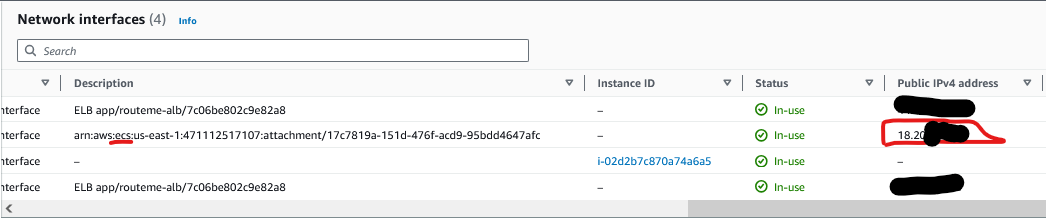 Network interfaces (4) Info
Search
Description Instance ID Status Public IPv4 address
nterface ELB app/routeme-alb/7c06be802c9e82a8 – In-use
nterface arn:aws:ecs:us-east-1:471112517107:attachment/17c7819a-151d-476f-acd9-95bdd4647afc – In-use 18.20
nterface – i-02d2b7c870a74a6a5 In-use –
nterface ELB app/routeme-alb/7c06be802c9e82a8 – In-use